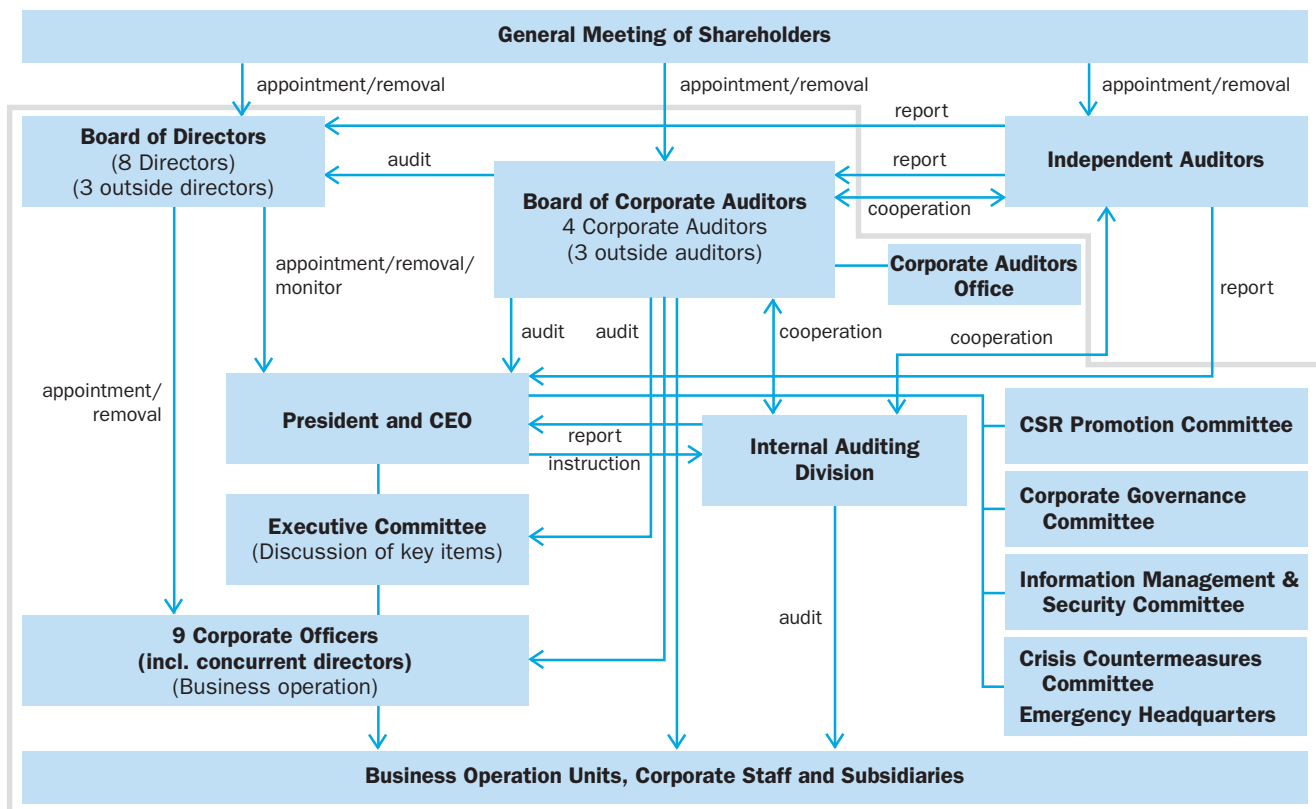 General Meeting of Shareholders
appointment/removal
appointment/removal
appointment/removal
Board of Directors
(8 Directors)
(3 outside directors)
report
Independent Auditors
audit
report
Board of Corporate Auditors
4 Corporate Auditors
(3 outside auditors)
cooperation
Corporate Auditors
Office
appointment/removal/
monitor
report
audit
audit
cooperation
cooperation
appointment/
removal
President and CEO
report
instruction
Internal Auditing
Division
CSR Promotion Committee
Corporate Governance
Committee
Executive Committee
(Discussion of key items)
Information Management &
Security Committee
audit
9 Corporate Officers
(incl. concurrent directors)
(Business operation)
Crisis Countermeasures
Committee
Emergency Headquarters
Business Operation Units, Corporate Staff and Subsidiaries